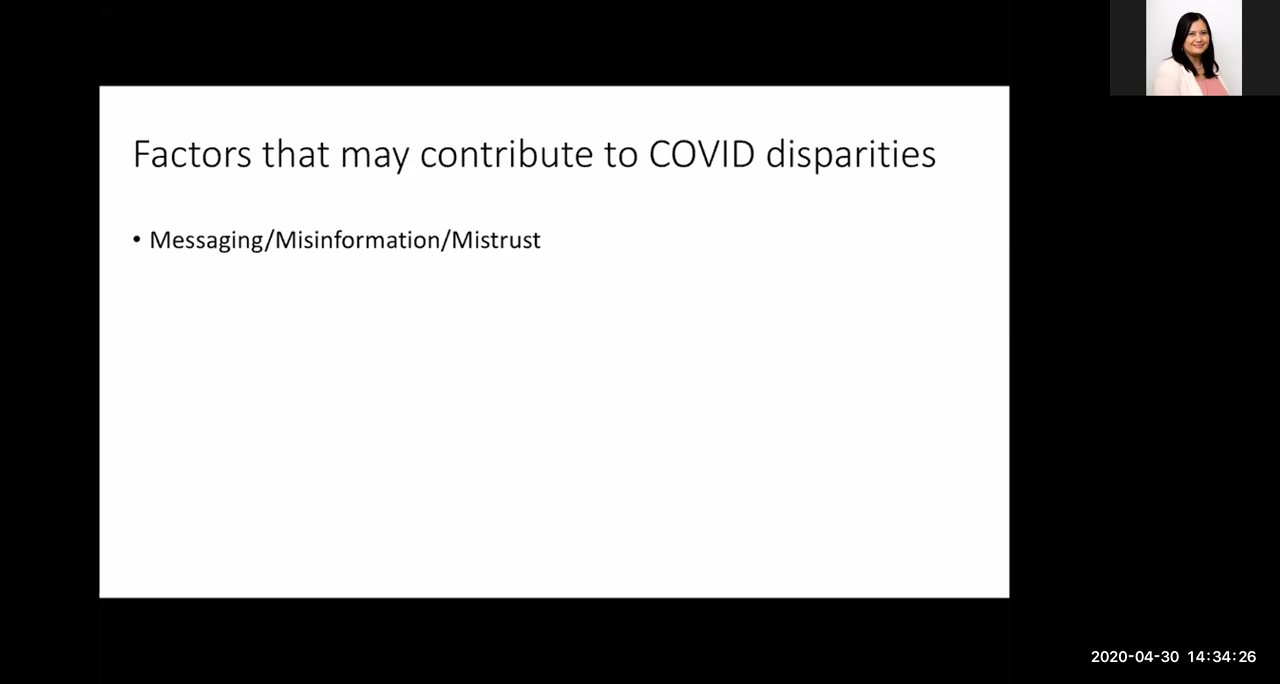 Factors that may contribute to COVID disparities
• Messaging/Misinformation/Mistrust
2020-04-30 14:34:26